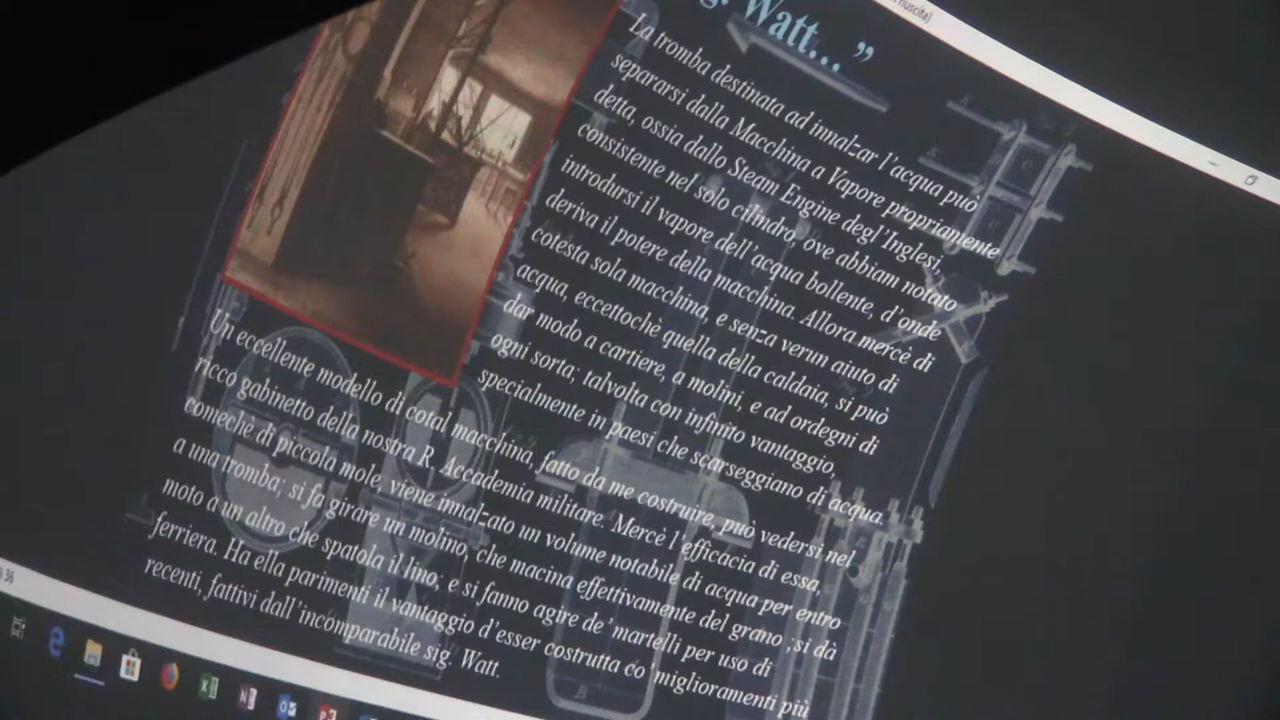 riuscita)
g. Watt... ”
La tromba destinata ad innalzar l'acqua può
separarsi dalla Macchina a Vapore propriamente
detta, ossia dallo Steam Engine degl'Inglesi,
consistente nel solo cilindro, ove abbiam notato
introdursi il vapore dell'acqua bollente, d'onde
deriva il potere della macchina. Allora mercè di
cotesta sola macchina, e senza verun aiuto di
acqua, eccettochè quella della caldaia, si può
dar modo a cartiere, a molini, e ad ordegni di
ogni sorta; talvolta con infinito vantaggio,
specialmente in paesi che scarseggiano di acqua.
Un eccellente modello di cotal macchina, fatto da me costruire, può vedersi nel
ricco gabinetto della nostra R. Accademia militare. Mercè l'efficacia di essa,
comechè di piccola mole, viene innalzato un volume notabile di acqua per entro
a una tromba; si fa girare un molino, che macina effettivamente del grano ;si dà
moto a un altro che spatola il lino; e si fanno agire de' martelli per uso di
ferriera. Ha ella parimenti il vantaggio d'esser costrutta co' miglioramenti più
recenti, fattivi dall'incomparabile sig. Watt.
36